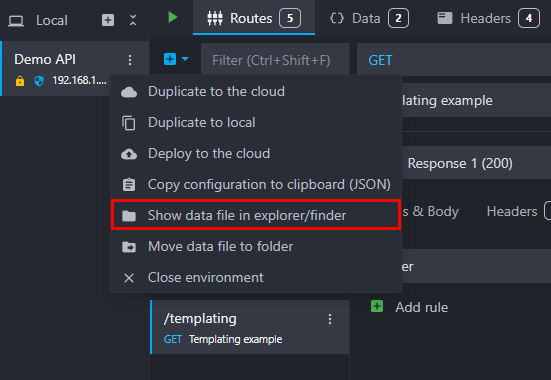 Local
Routes 5
Data 2
Headers 4
Demo API
192.168.1....
Filter (Ctrl+Shift+F)
GET
Duplicate to the cloud
Duplicate to local
Deploy to the cloud
Copy configuration to clipboard (JSON)
Show data file in explorer/finder
Move data file to folder
Close environment
lating example
Response 1 (200)
s & Body
Headers
er
Add rule
/templating
GET Templating example